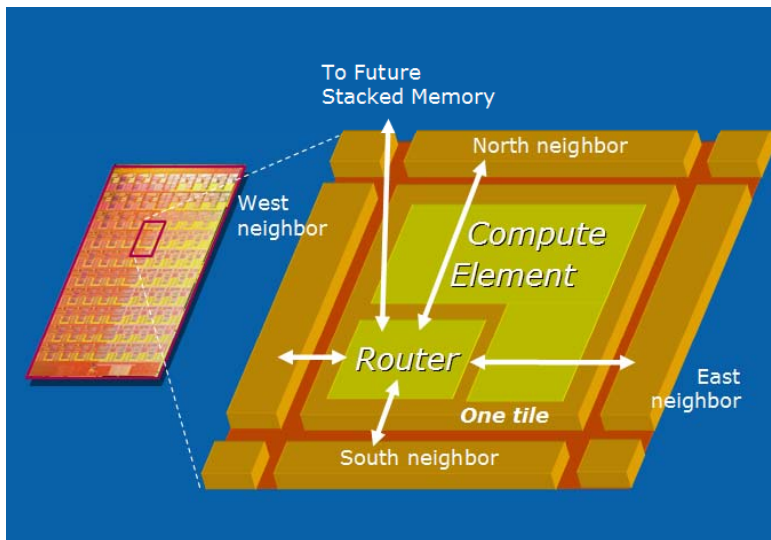 To Future
Stacked Memory
North neighbor
West
neighbor
Compute
Element
Router
East
neighbor
One tile
South neighbor